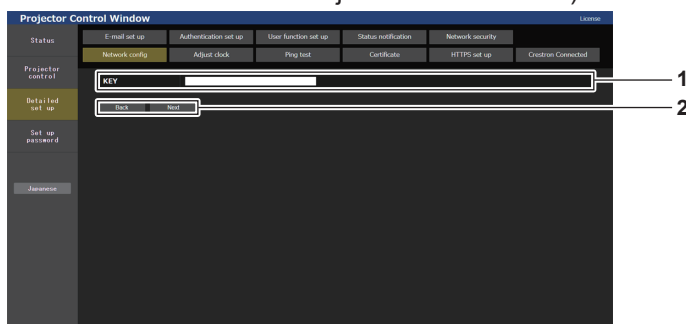 Projector Control Window
License
Status
E-mail set up
Authentication set up
User function set up
Status notification
Network security
Network config
Adjust clock
Ping test
Certificate
HTTPS set up
Crestron Connected
Projector
control
KEY
1
Detailed
set up
Back
Next
2
Set up
password
Japanese